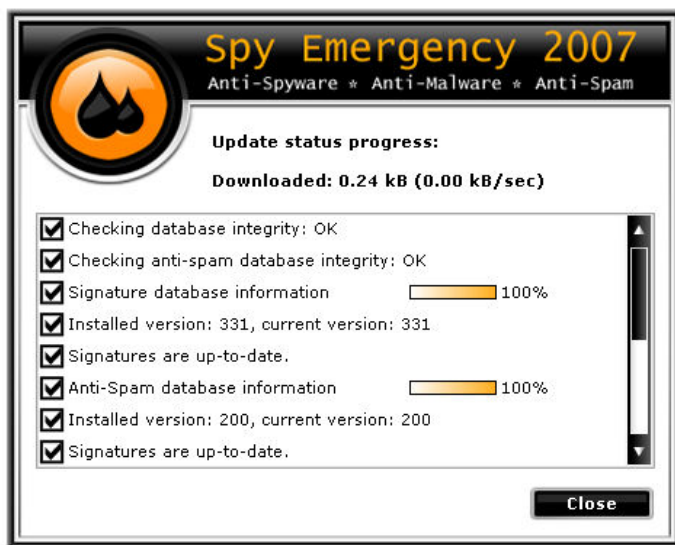 Spy Emergency 2007
Anti-Spyware * Anti-Malware * Anti-Spam
Update status progress:
Downloaded: 0.24 kB (0.00 kB/sec)
Checking database integrity: OK
Checking anti-spam database integrity: OK
Signature database information 100%
Installed version: 331, current version: 331
Signatures are up-to-date.
Anti-Spam database information 100%
Installed version: 200, current version: 200
Signatures are up-to-date.
Close